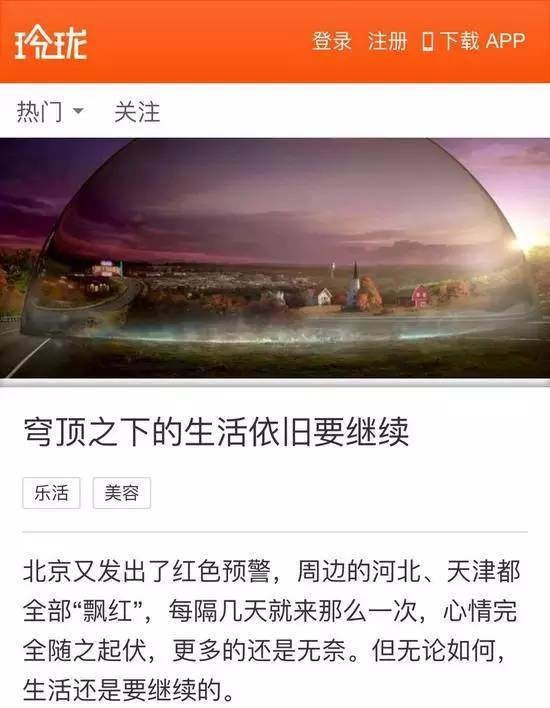 玲珑
登录 注册 下载 APP
热门 关注
穹顶之下的生活依旧要继续
乐活 美容
北京又发出了红色预警，周边的河北、天津都
全部“飘红”，每隔几天就来那么一次，心情完
全随之起伏，更多的还是无奈。但无论如何，
生活还是要继续的。